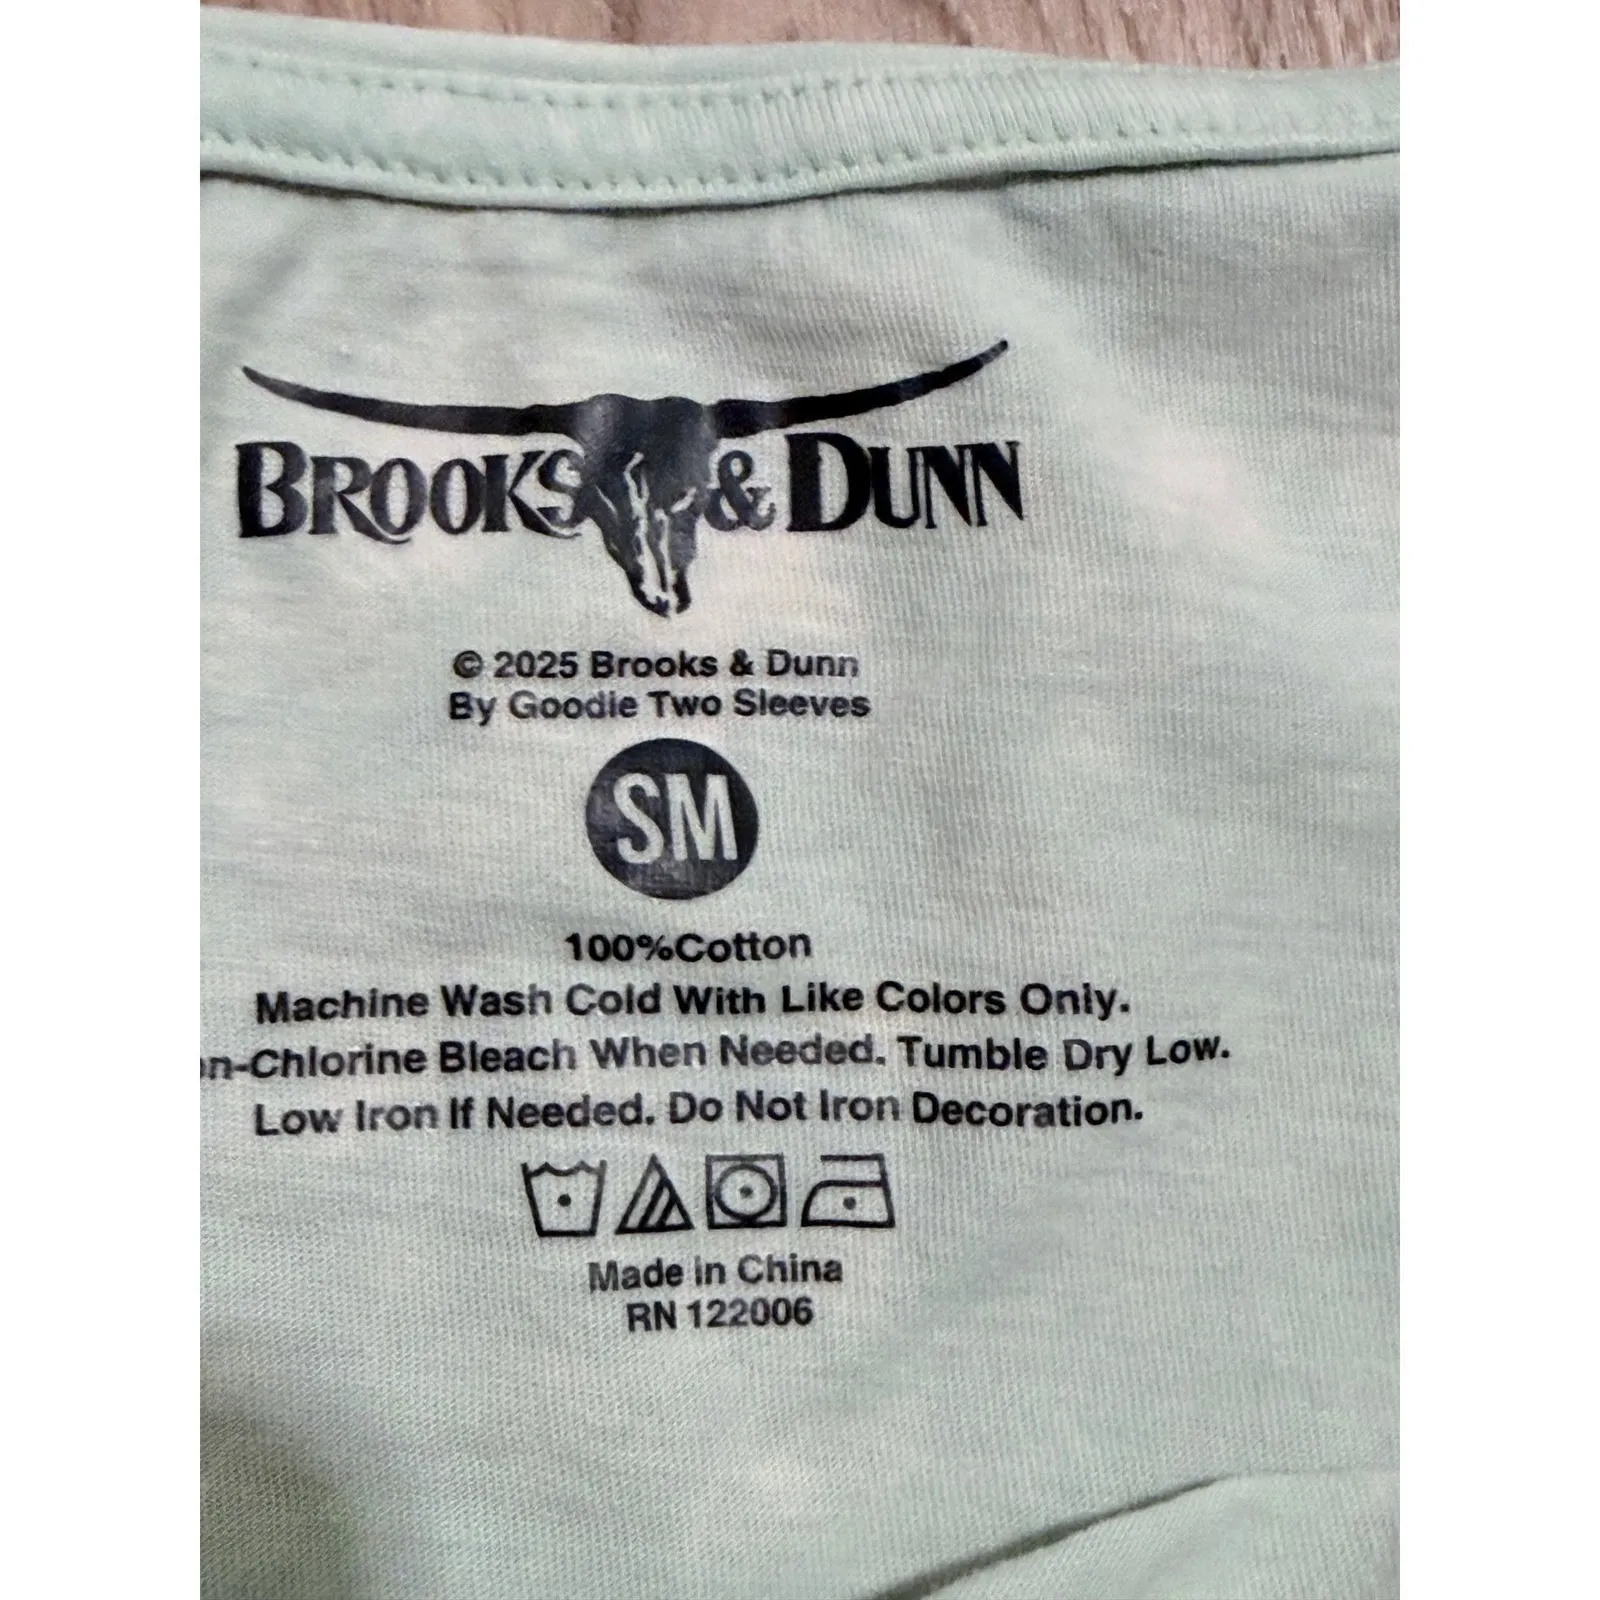 BROOKS & DUNN
© 2025 Brooks & Dunn
By Goodie Two Sleeves
SM
100%Cotton
Machine Wash Cold With Like Colors Only.
n-Chlorine Bleach When Needed. Tumble Dry Low.
Low Iron If Needed. Do Not Iron Decoration.
Made in China
RN 122006